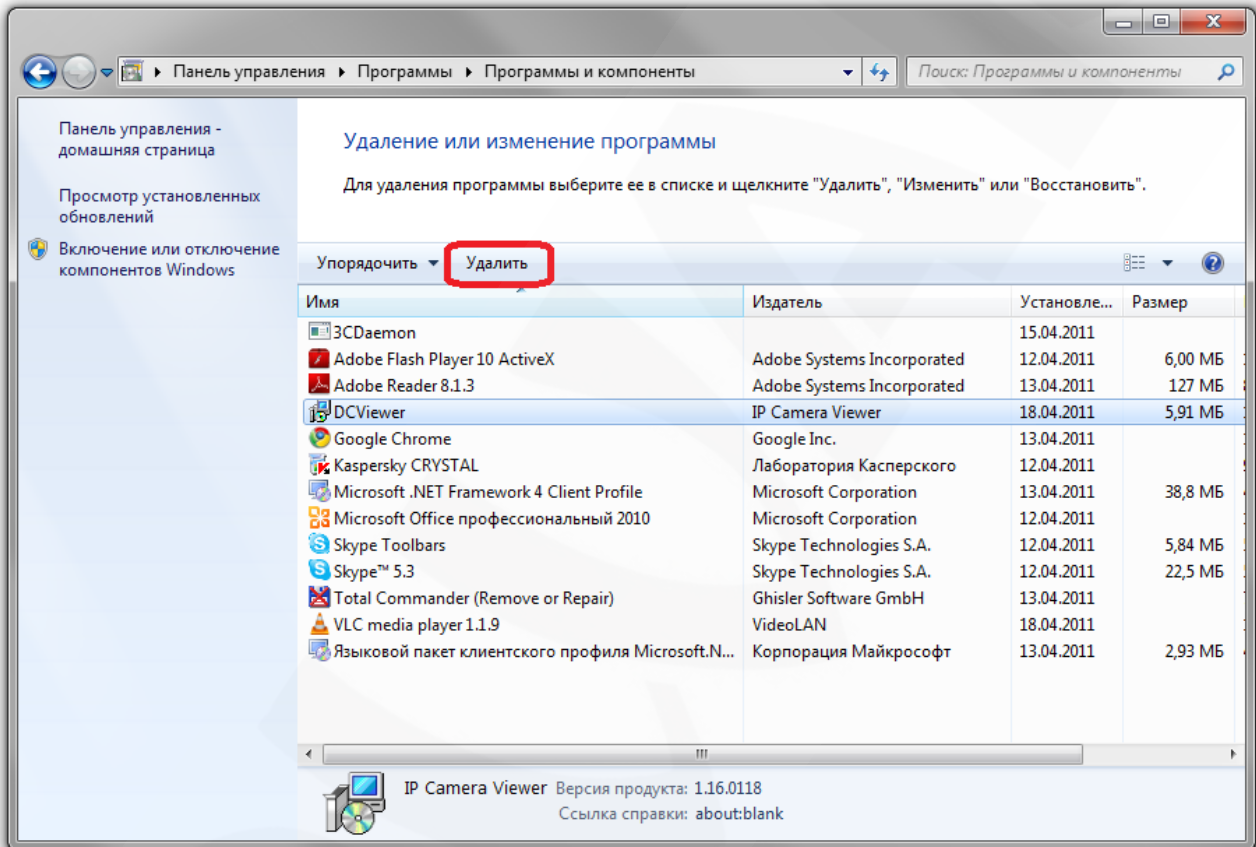 Панель управления ▸ Программы ▸ Программы и компоненты
Поиск: Программы и компоненты
Панель управления -
домашняя страница
Просмотр установленных
обновлений
Включение или отключение
компонентов Windows
Удаление или изменение программы
Для удаления программы выберите ее в списке и щелкните "Удалить", "Изменить" или "Восстановить".
Упорядочить Удалить
Имя Издатель Установле... Размер
3CDaemon 15.04.2011
Adobe Flash Player 10 ActiveX Adobe Systems Incorporated 12.04.2011 6,00 МБ
Adobe Reader 8.1.3 Adobe Systems Incorporated 13.04.2011 127 МБ
DCViewer IP Camera Viewer 18.04.2011 5,91 МБ
Google Chrome Google Inc. 13.04.2011
Kaspersky CRYSTAL Лаборатория Касперского 12.04.2011
Microsoft .NET Framework 4 Client Profile Microsoft Corporation 13.04.2011 38,8 МБ
Microsoft Office профессиональный 2010 Microsoft Corporation 12.04.2011
Skype Toolbars Skype Technologies S.A. 12.04.2011 5,84 МБ
Skype™ 5.3 Skype Technologies S.A. 12.04.2011 22,5 МБ
Total Commander (Remove or Repair) Ghisler Software GmbH 13.04.2011
VLC media player 1.1.9 VideoLAN 18.04.2011
Языковой пакет клиентского профиля Microsoft.N... Корпорация Майкрософт 13.04.2011 2,93 МБ
IP Camera Viewer Версия продукта: 1.16.0118
Ссылка справки: about:blank